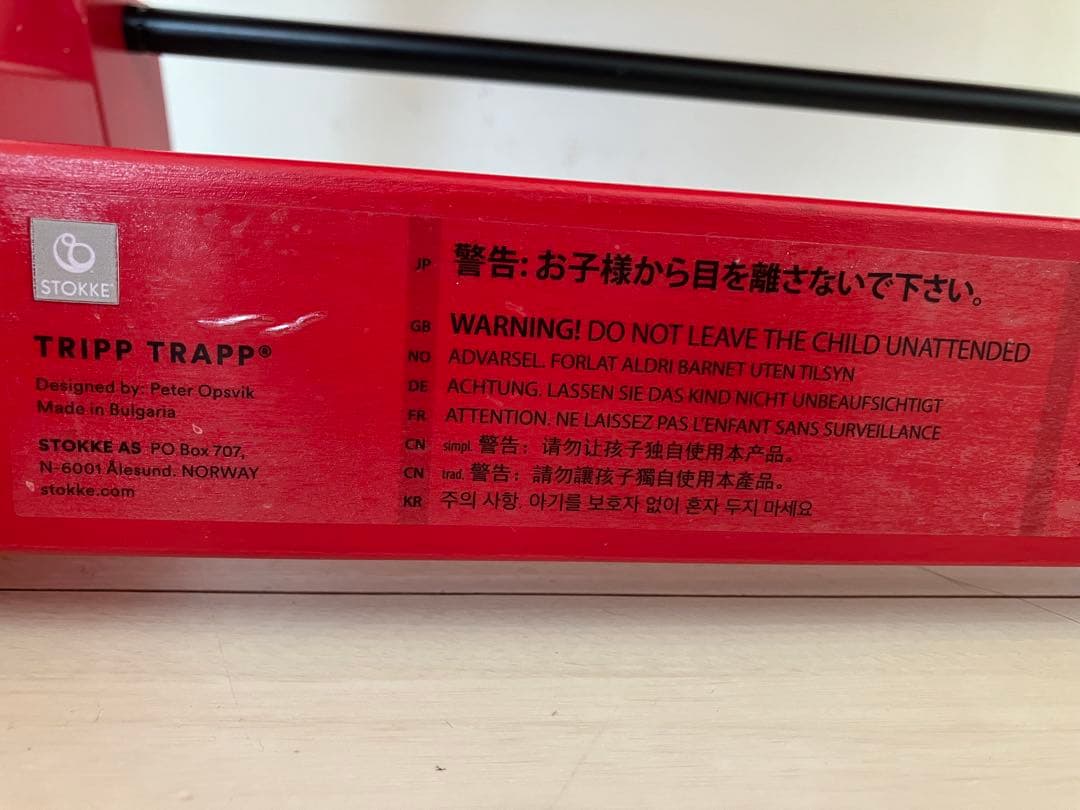 STOKKE
TRIPP TRAPP®
Designed by: Peter Opsvik
Made in Bulgaria
STOKKE AS PO Box 707,
N-6001 Ålesund. NORWAY
stokke.com
JP 警告: お子様から目を離さないで下さい。
GB WARNING! DO NOT LEAVE THE CHILD UNATTENDED
NO ADVARSEL. FORLAT ALDRI BARNET UTEN TILSYN
DE ACHTUNG. LASSEN SIE DAS KIND NICHT UNBEAUFSICHTIGT
FR ATTENTION. NE LAISSEZ PAS L'ENFANT SANS SURVEILLANCE
CN simpl. 警告：请勿让孩子独自使用本产品。
CN trad. 警告：請勿讓孩子獨自使用本產品。
KR 주의 사항. 아기를 보호자 없이 혼자 두지 마세요